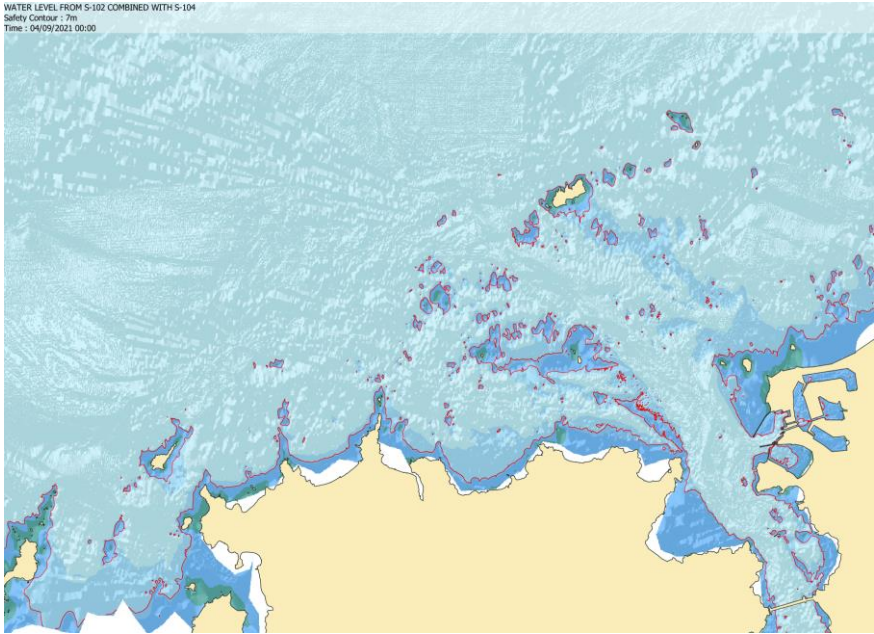 WATER LEVEL FROM S-102 COMBINED WITH S-104
Safety Contour : 7m
Time : 04/09/2021 00:00